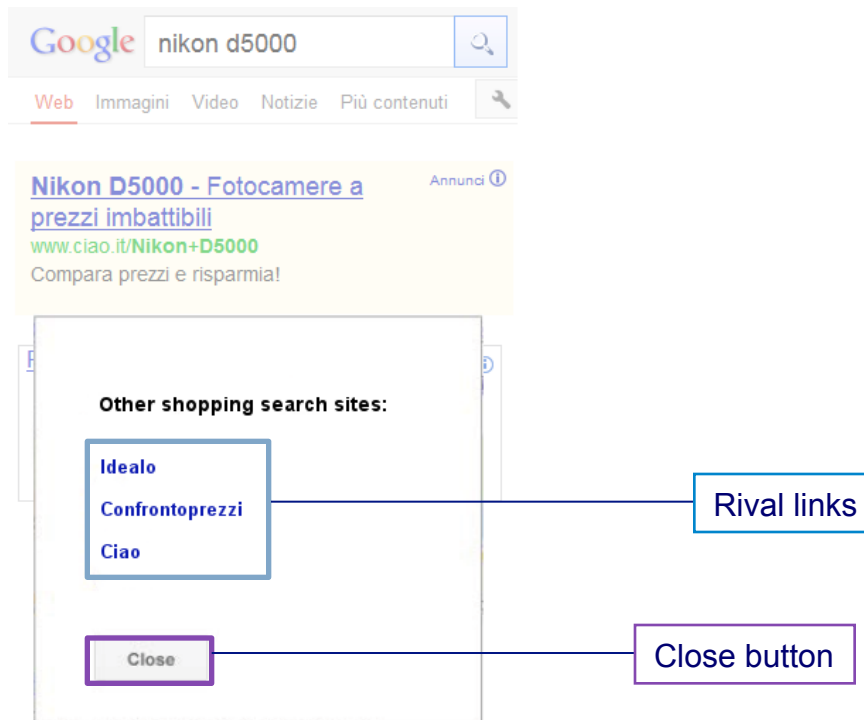 Google nikon d5000
Web Immagini Video Notizie Più contenuti
Nikon D5000 - Fotocamere a Annunci
prezzi imbattibili
www.ciao.it/Nikon+D5000
Compara prezzi e risparmia!
Other shopping search sites:
Idealo
Confrontoprezzi
Ciao
Rival links
Close
Close button